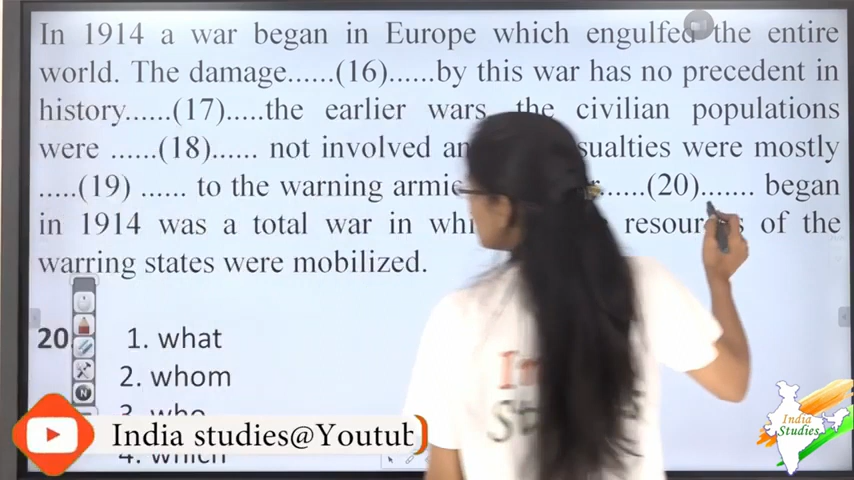 In 1914 a war began in Europe which engulfed the entire
world. The damage......(16)......by this war has no precedent in
history......(17).....the earlier wars, the civilian populations
were ......(18)...... not involved an sualties were mostly
.....(19) ...... to the warning armie ......(20)....... began
in 1914 was a total war in whi resources of the
warring states were mobilized.
20. 1. what
2. whom
3. who
4. which
India studies@Youtub
India
Studies